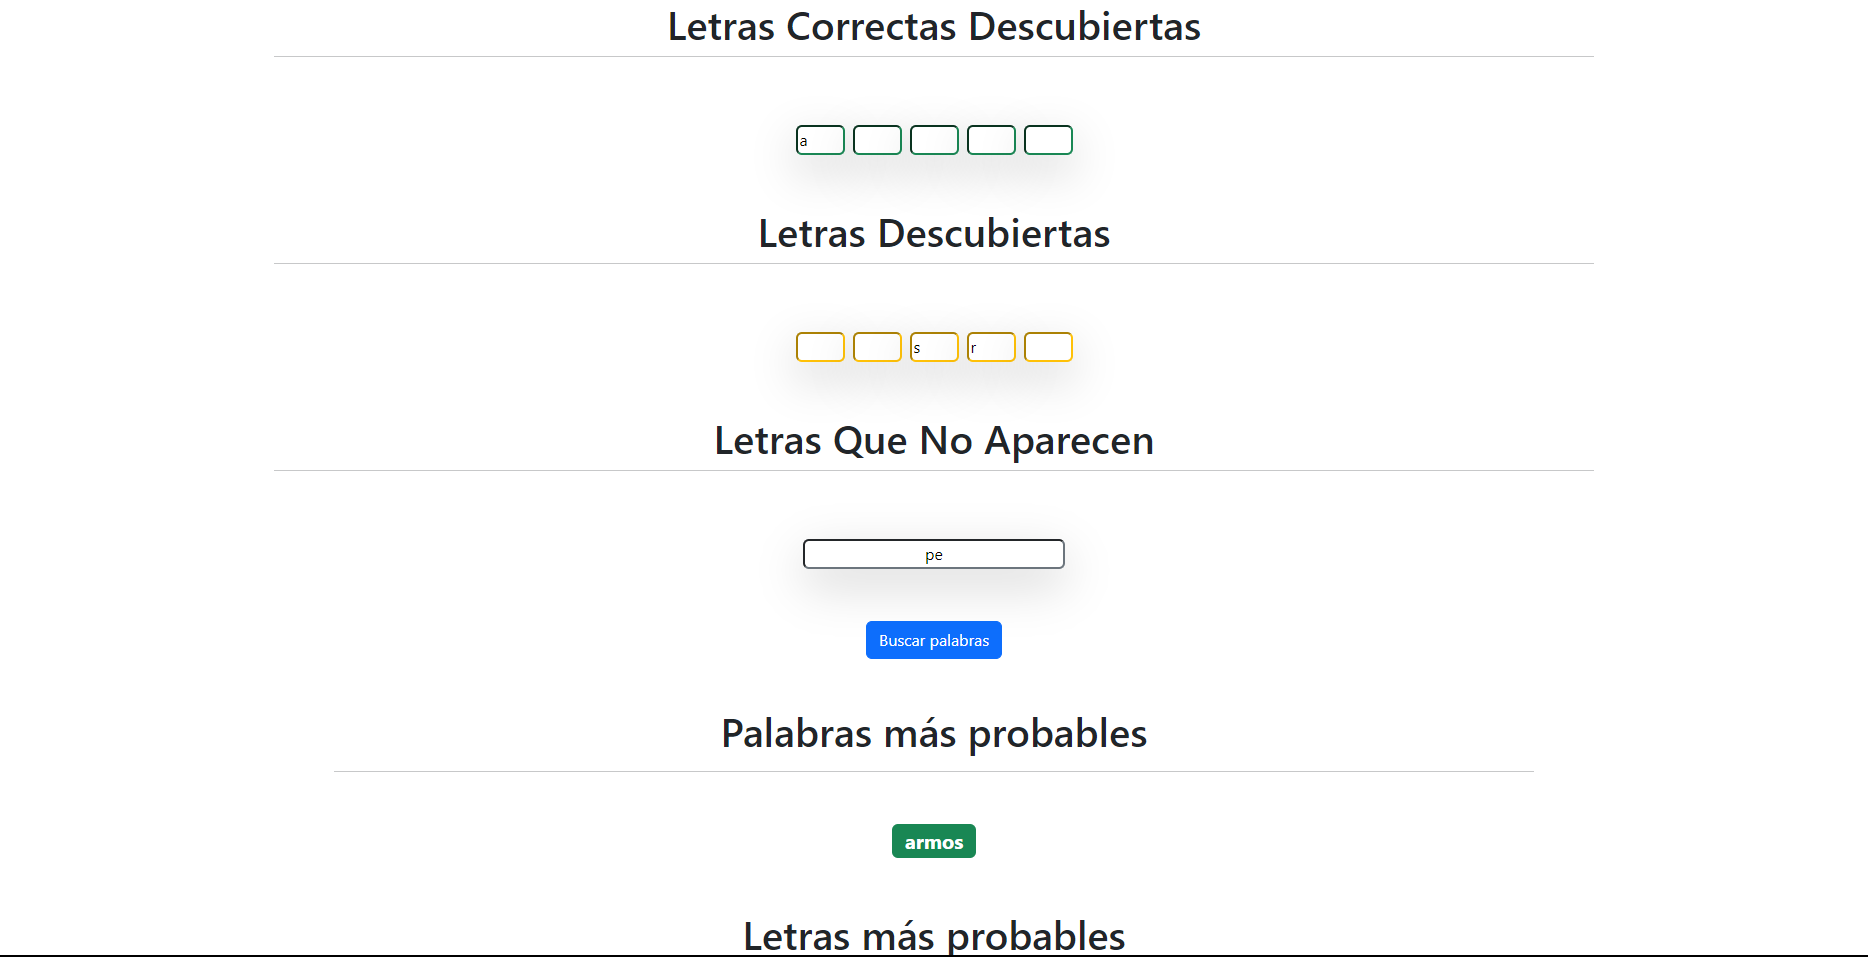 Letras Correctas Descubiertas
a
Letras Descubiertas
s r
Letras Que No Aparecen
pe
Buscar palabras
Palabras más probables
armos
Letras más probables